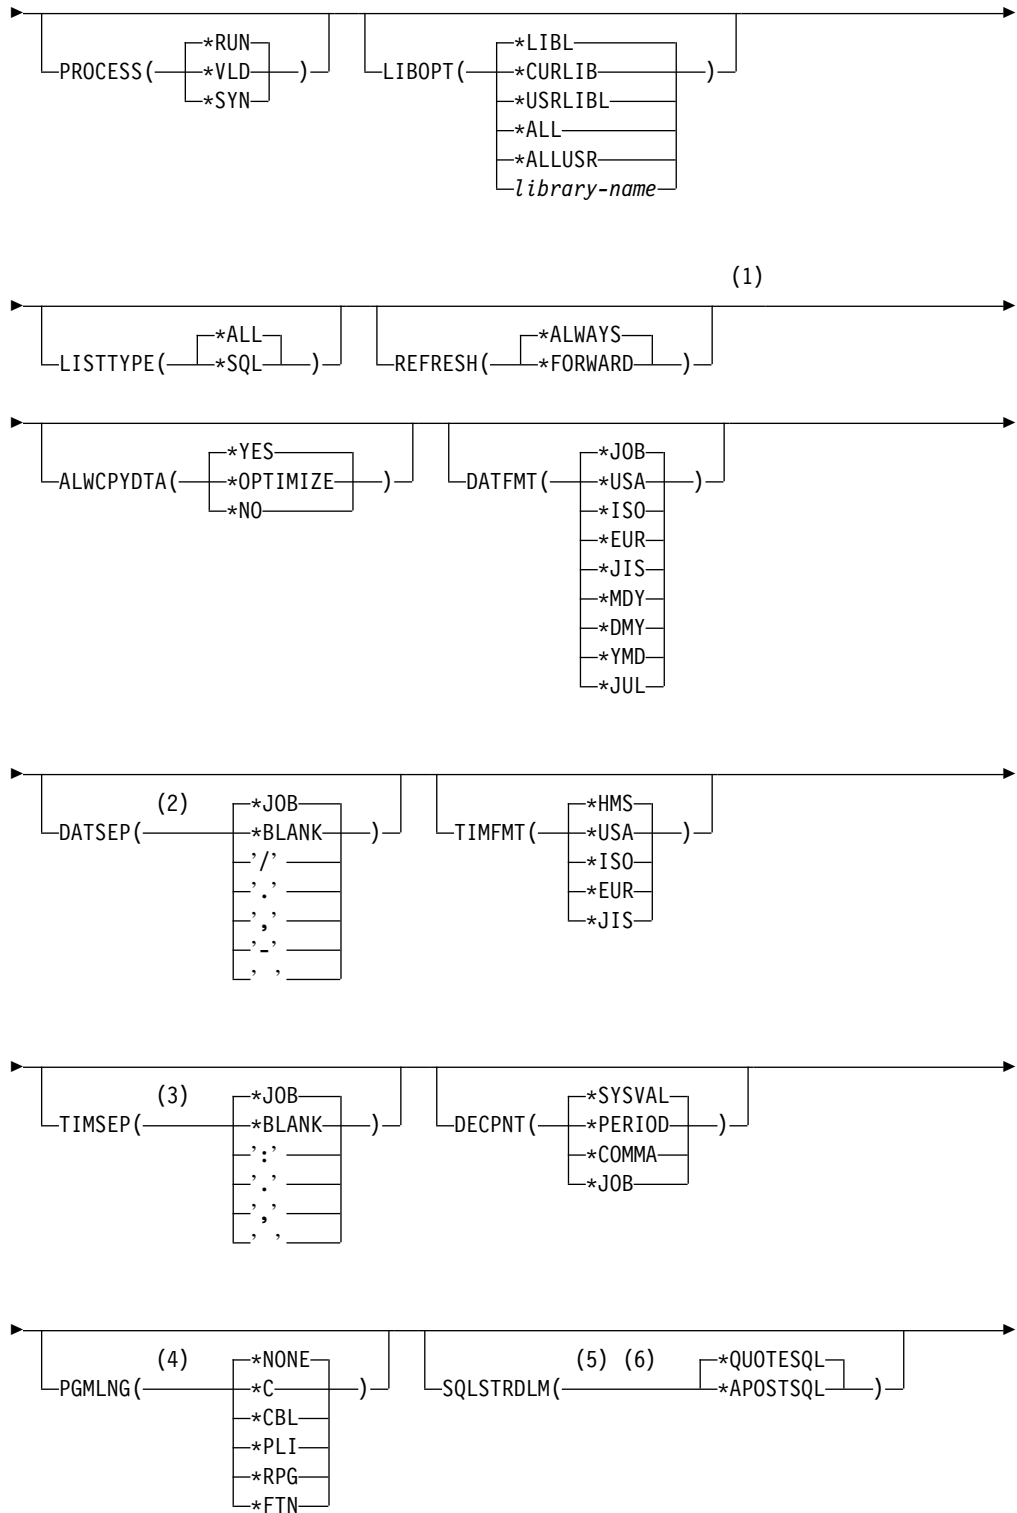 *RUN *LIBL
PROCESS( *VLD ) LIBOPT( *CURLIB )
*SYN *USRLIBL
*ALL
*ALLUSR
library-name
(1)
*ALL *ALWAYS
LISTTYPE( *SQL ) REFRESH( *FORWARD )
*YES *JOB
ALWCPYDTA( *OPTIMIZE ) DATFMT( *USA )
*NO *ISO
*EUR
*JIS
*MDY
*DMY
*YMD
*JUL
(2) *JOB *HMS
DATSEP( *BLANK ) TIMFMT( *USA )
'/' *ISO
'.' *EUR
',' *JIS
'-'
' '
(3) *JOB *SYSVAL
TIMSEP( *BLANK ) DECPNT( *PERIOD )
':' *COMMA
'.' *JOB
','
' '
(4) *NONE (5) (6) *QUOTESQL
PGMLNG( *C ) SQLSTRDLM( *APOSTSQL )
*CBL
*PLI
*RPG
*FTN